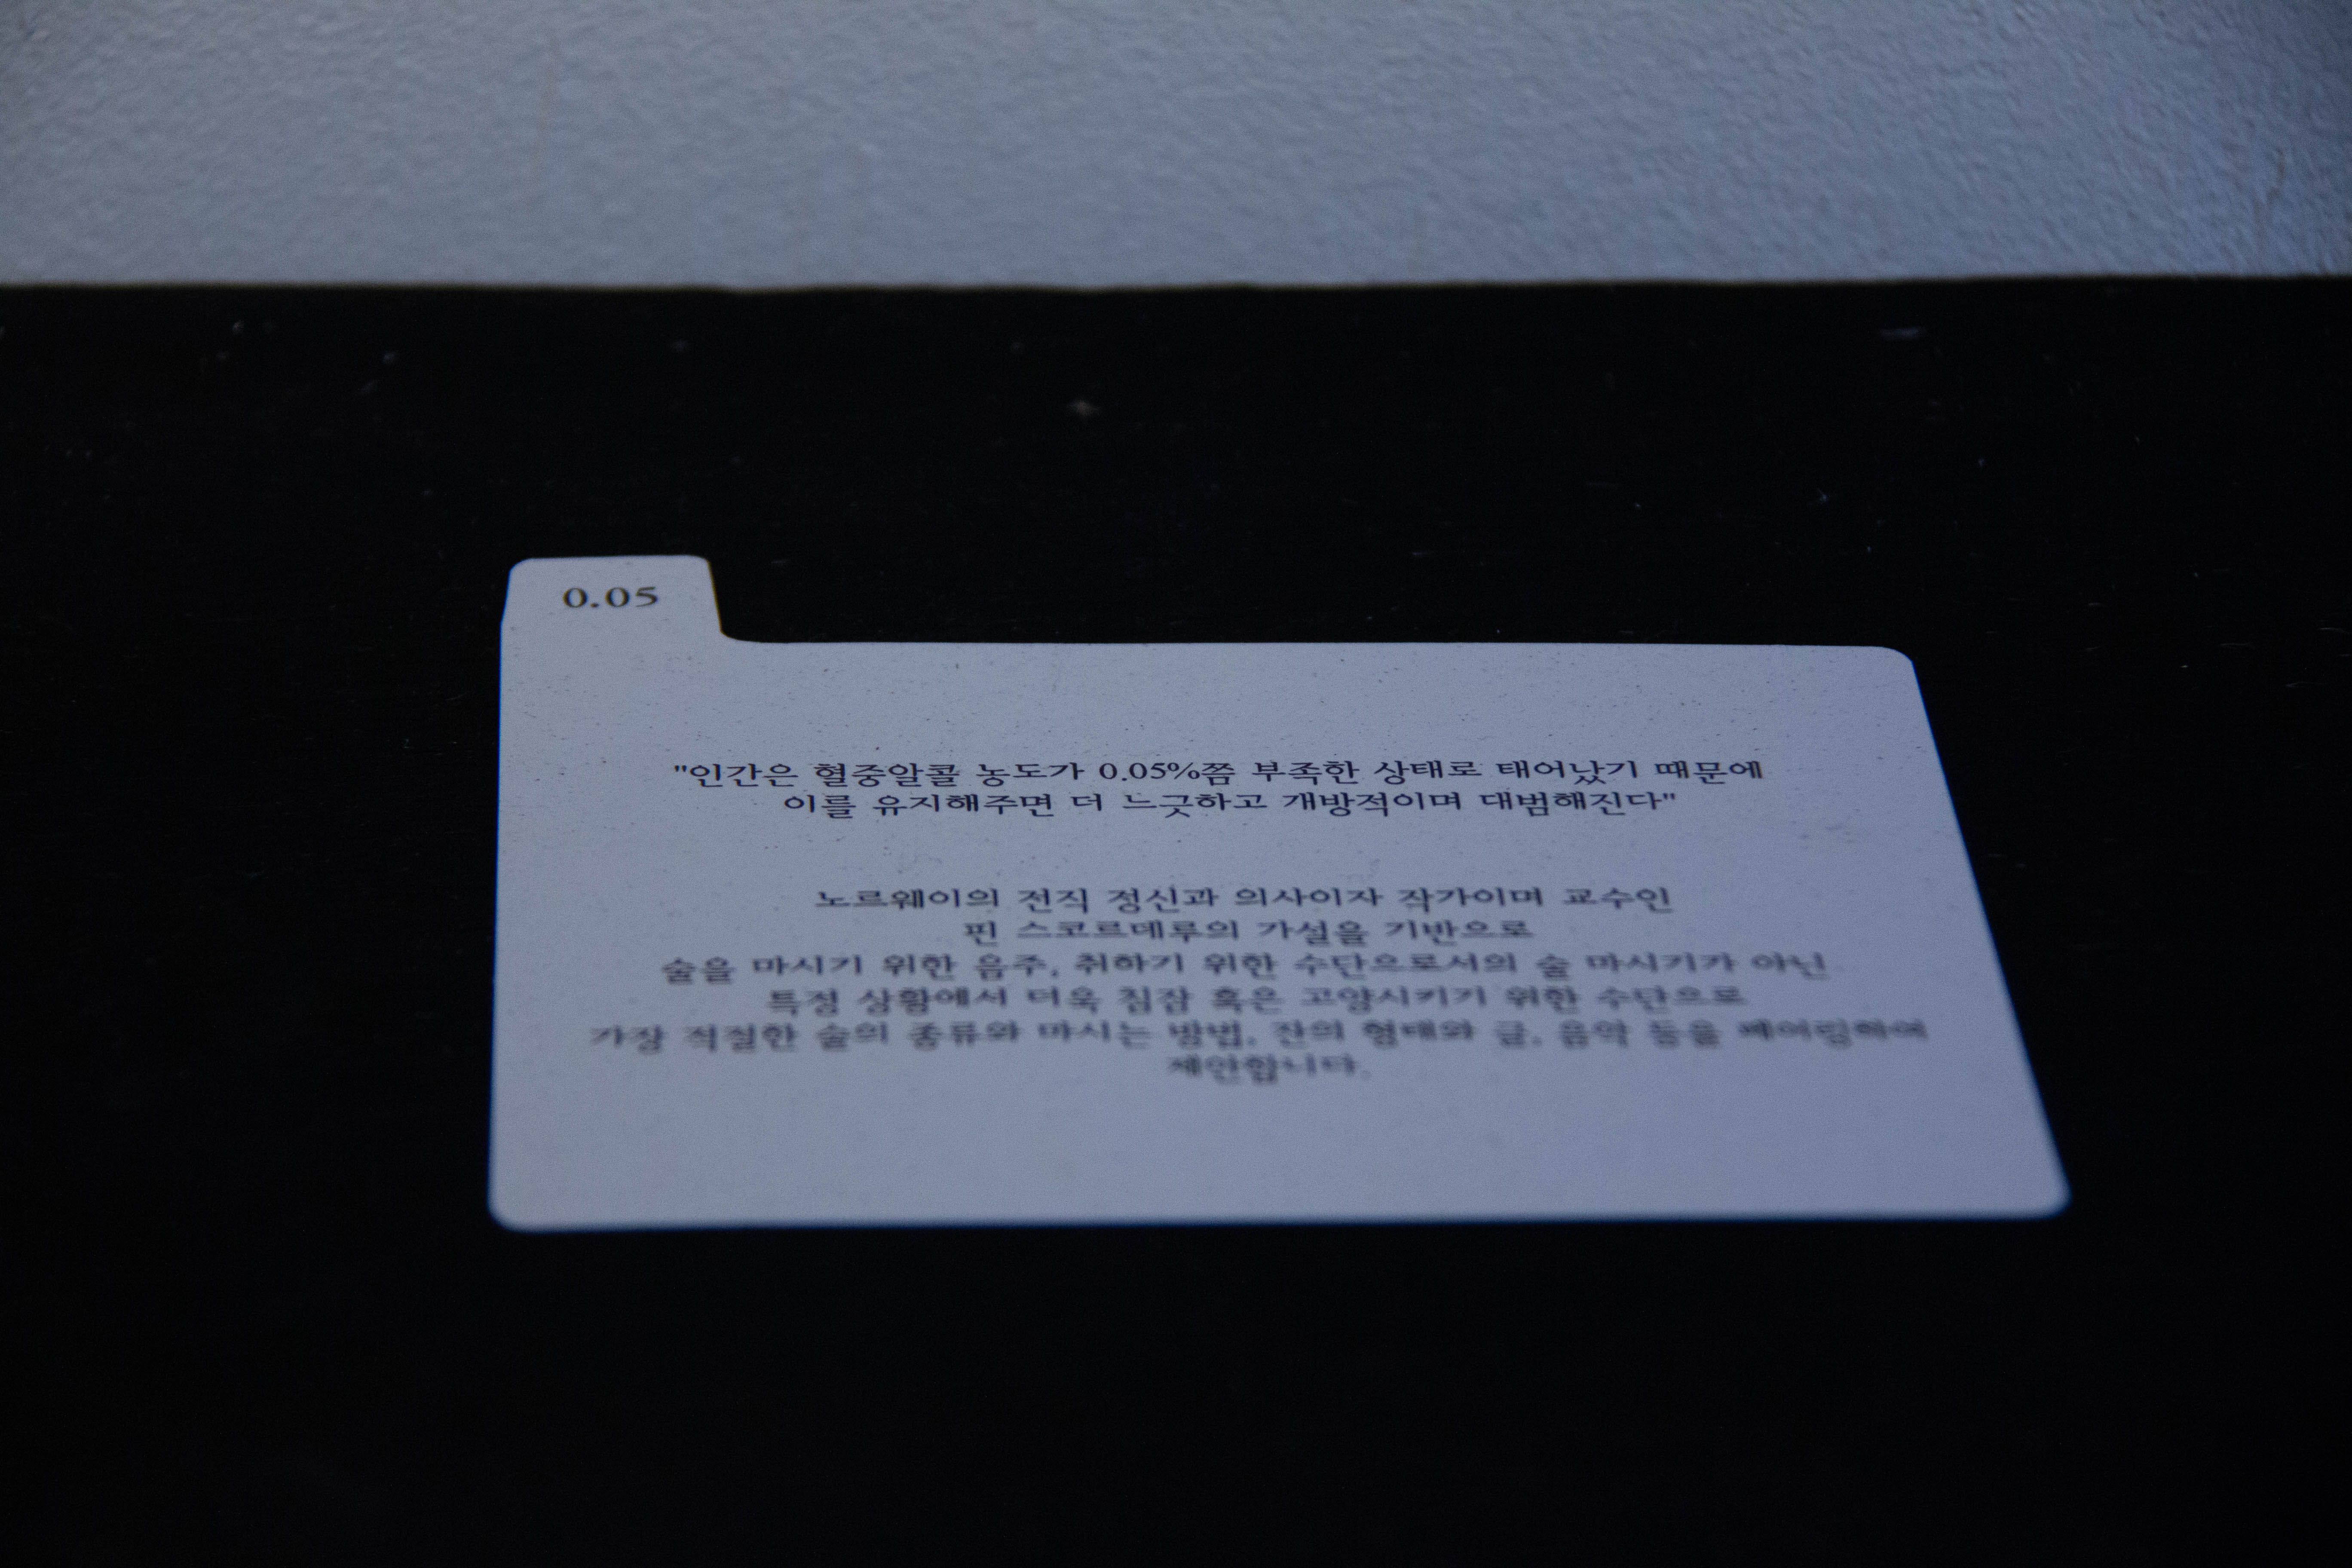 0.05
"인간은 혈중알콜 농도가 0.05%쯤 부족한 상태로 태어났기 때문에
이를 유지해주면 더 느긋하고 개방적이며 대범해진다"
노르웨이의 전직 정신과 의사이자 작가이며 교수인
핀 스코르데루의 가설을 기반으로
술을 마시기 위한 음주, 취하기 위한 수단으로서의 술 마시기가 아닌
특정 상황에서 더욱 침잠 혹은 고양시키기 위한 수단으로
가장 적절한 술의 종류와 마시는 방법, 잔의 형태와 글, 음악 등을 페어링하여
제안합니다.